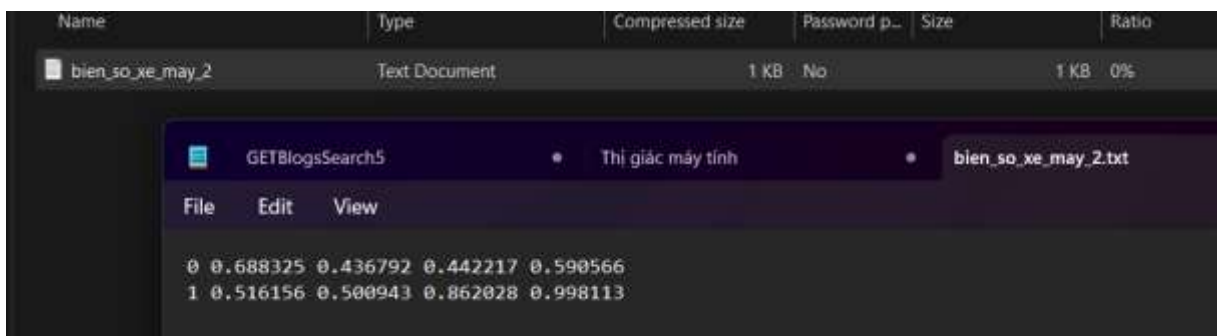 Name Type Compressed size Password p... Size Ratio
bien_so_xe_may_2 Text Document 1 KB No 1 KB 0%
GETBlogsSearch5 Thị giác máy tính bien_so_xe_may_2.txt
File Edit View
0 0.688325 0.436792 0.442217 0.590566
1 0.516156 0.500943 0.862028 0.998113